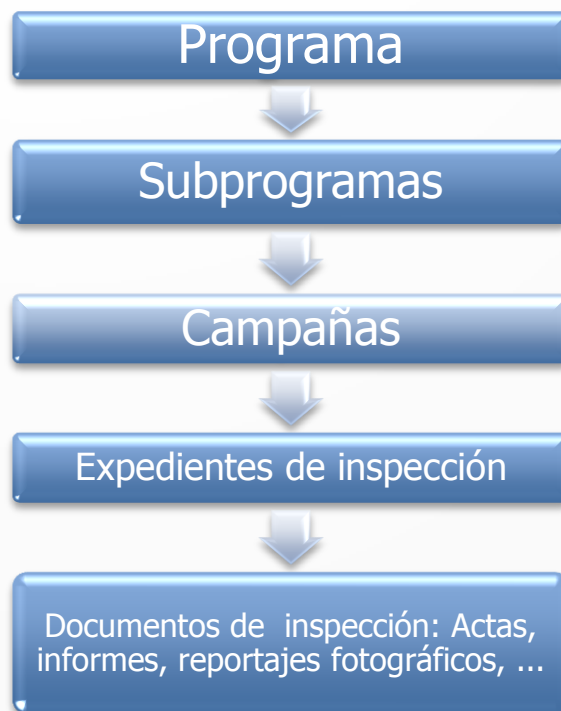 Programa
Subprogramas
Campañas
Expedientes de inspección
Documentos de inspección: Actas,
informes, reportajes fotográficos, ...